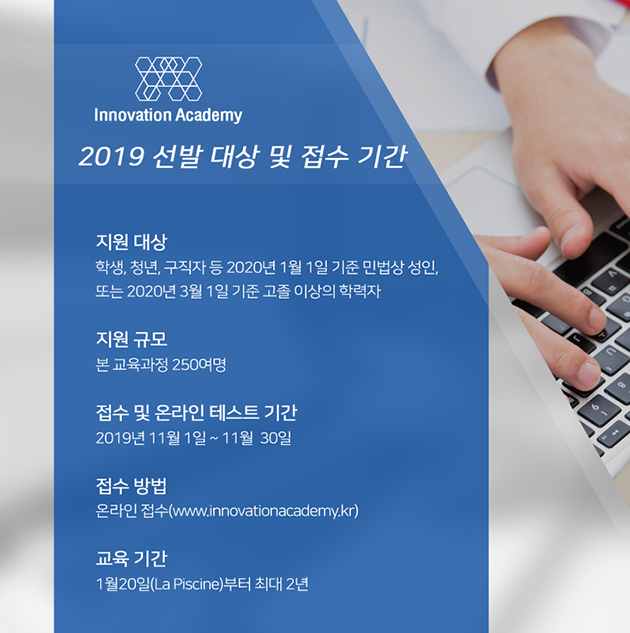 Innovation Academy
2019 선발 대상 및 접수 기간
지원 대상
학생, 청년, 구직자 등 2020년 1월 1일 기준 민법상 성인,
또는 2020년 3월 1일 기준 고졸 이상의 학력자
지원 규모
본 교육과정 250여명
접수 및 온라인 테스트 기간
2019년 11월 1일 ~ 11월 30일
접수 방법
온라인 접수(www.innovationacademy.kr)
교육 기간
1월20일(La Piscine)부터 최대 2년